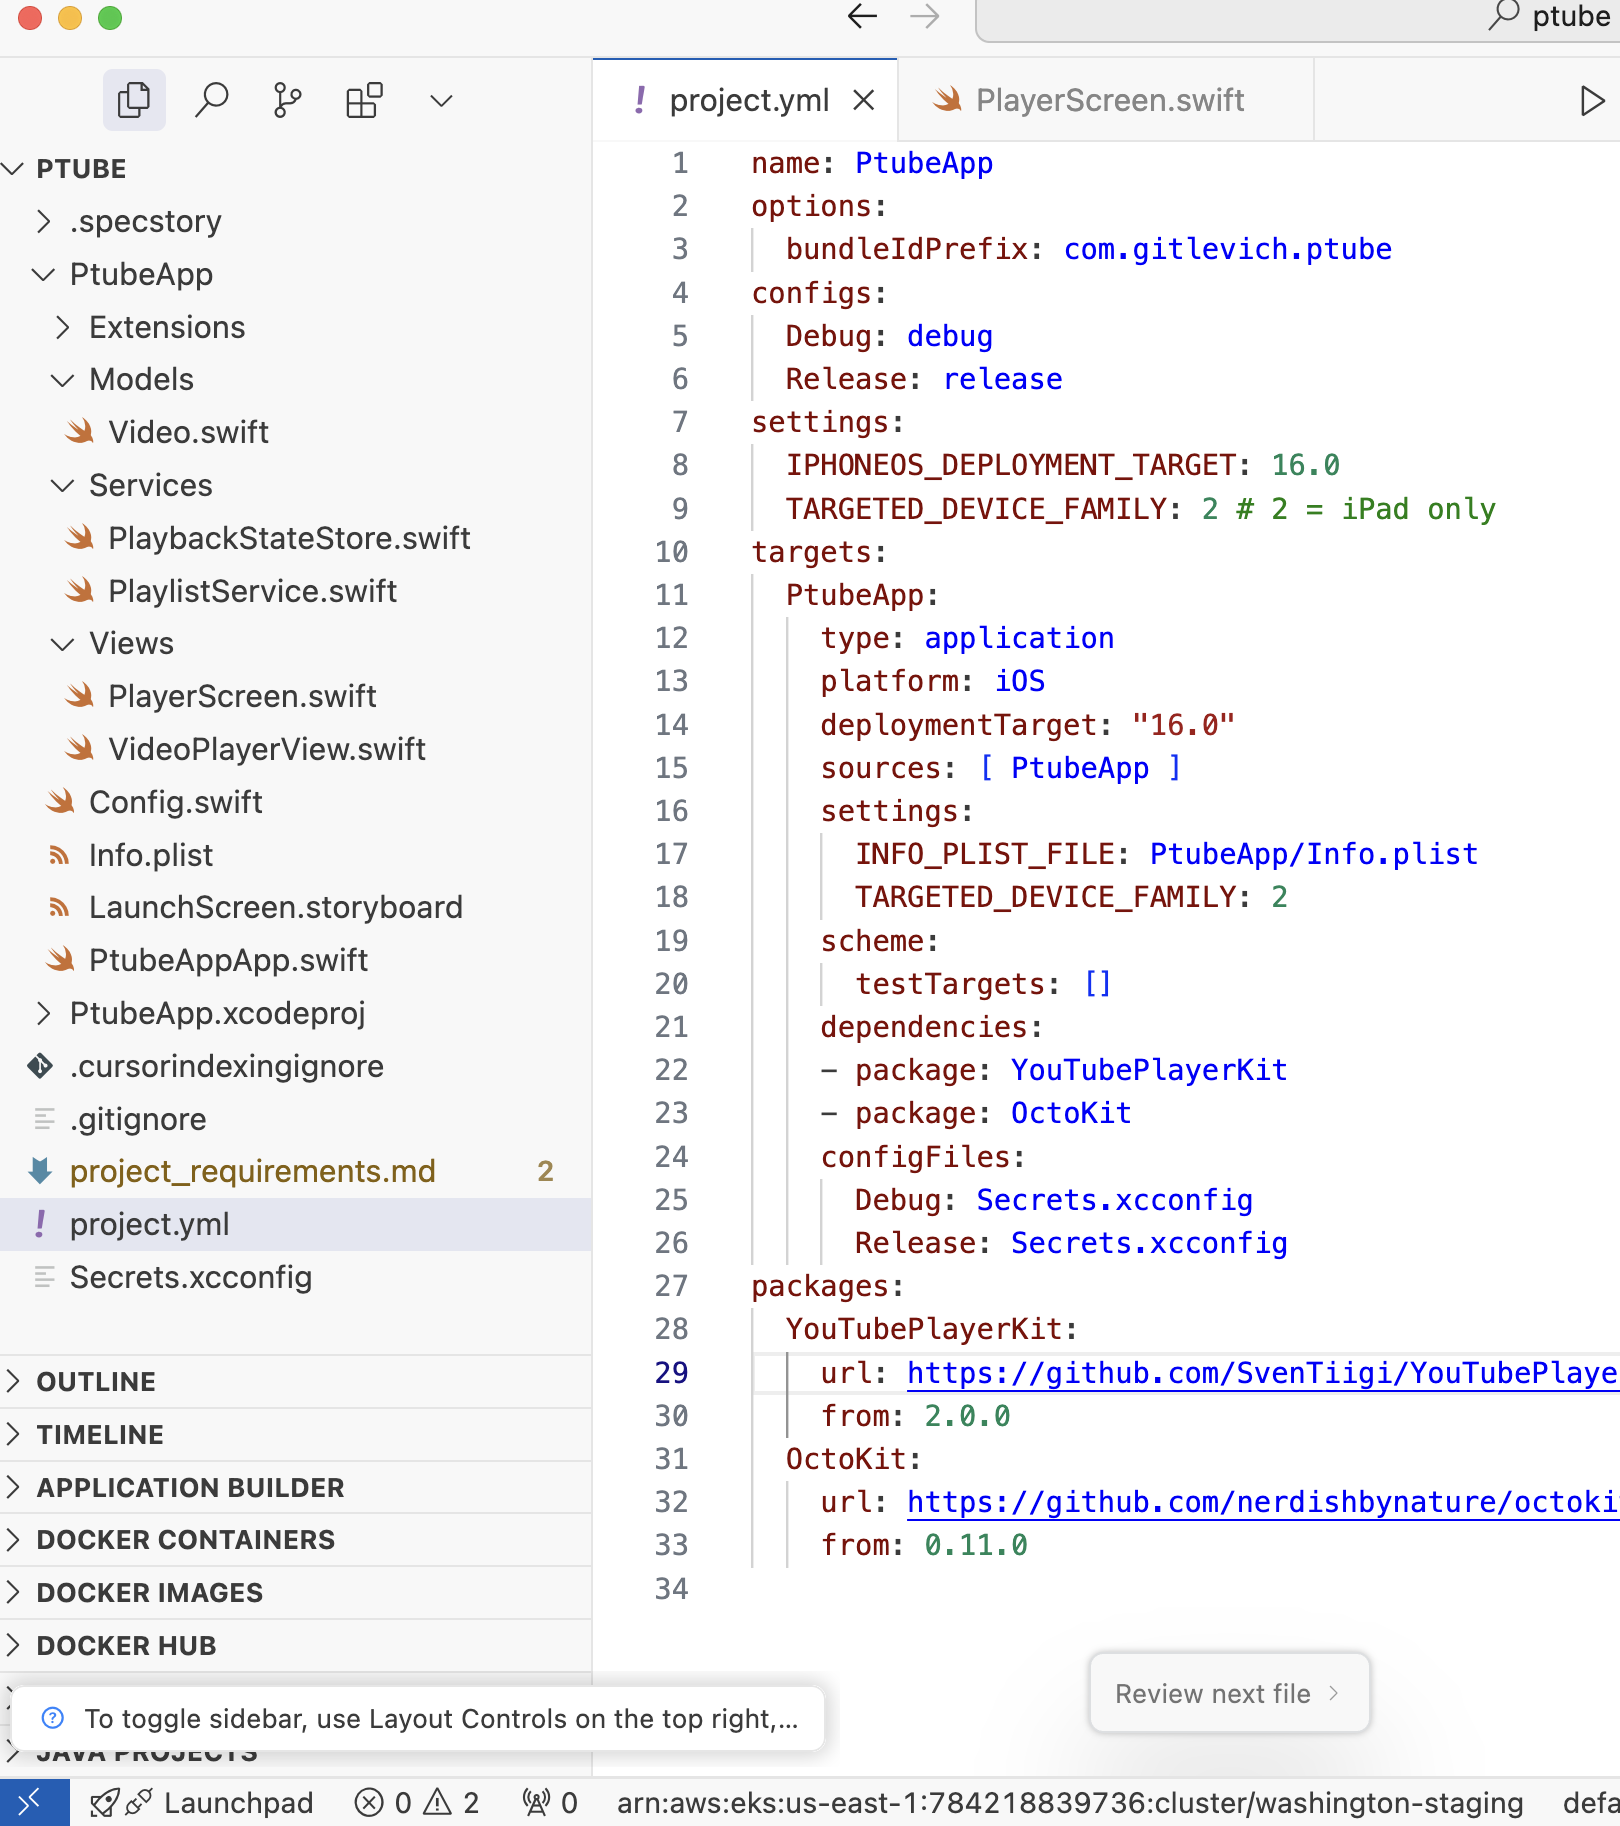 ptube
project.yml
PlayerScreen.swift
PTUBE
.specstory
PtubeApp
Extensions
Models
Video.swift
Services
PlaybackStateStore.swift
PlaylistService.swift
Views
PlayerScreen.swift
VideoPlayerView.swift
Config.swift
Info.plist
LaunchScreen.storyboard
PtubeAppApp.swift
PtubeApp.xcodeproj
.cursorindexingignore
.gitignore
project_requirements.md 2
! project.yml
Secrets.xcconfig
OUTLINE
TIMELINE
APPLICATION BUILDER
DOCKER CONTAINERS
DOCKER IMAGES
DOCKER HUB
JAVA PROJECTS
1 name: PtubeApp
2 options:
3 bundleIdPrefix: com.gitlevich.ptube
4 configs:
5 Debug: debug
6 Release: release
7 settings:
8 IPHONEOS_DEPLOYMENT_TARGET: 16.0
9 TARGETED_DEVICE_FAMILY: 2 # 2 = iPad only
10 targets:
11 PtubeApp:
12 type: application
13 platform: iOS
14 deploymentTarget: "16.0"
15 sources: [ PtubeApp ]
16 settings:
17 INFO_PLIST_FILE: PtubeApp/Info.plist
18 TARGETED_DEVICE_FAMILY: 2
19 scheme:
20 testTargets: []
21 dependencies:
22 - package: YouTubePlayerKit
23 - package: OctoKit
24 configFiles:
25 Debug: Secrets.xcconfig
26 Release: Secrets.xcconfig
27 packages:
28 YouTubePlayerKit:
29 url: https://github.com/SvenTiigi/YouTubePlaye
30 from: 2.0.0
31 OctoKit:
32 url: https://github.com/nerdishbynature/octoki
33 from: 0.11.0
34
Review next file
To toggle sidebar, use Layout Controls on the top right,...
Launchpad 0 2 0 arn:aws:eks:us-east-1:784218839736:cluster/washington-staging defa